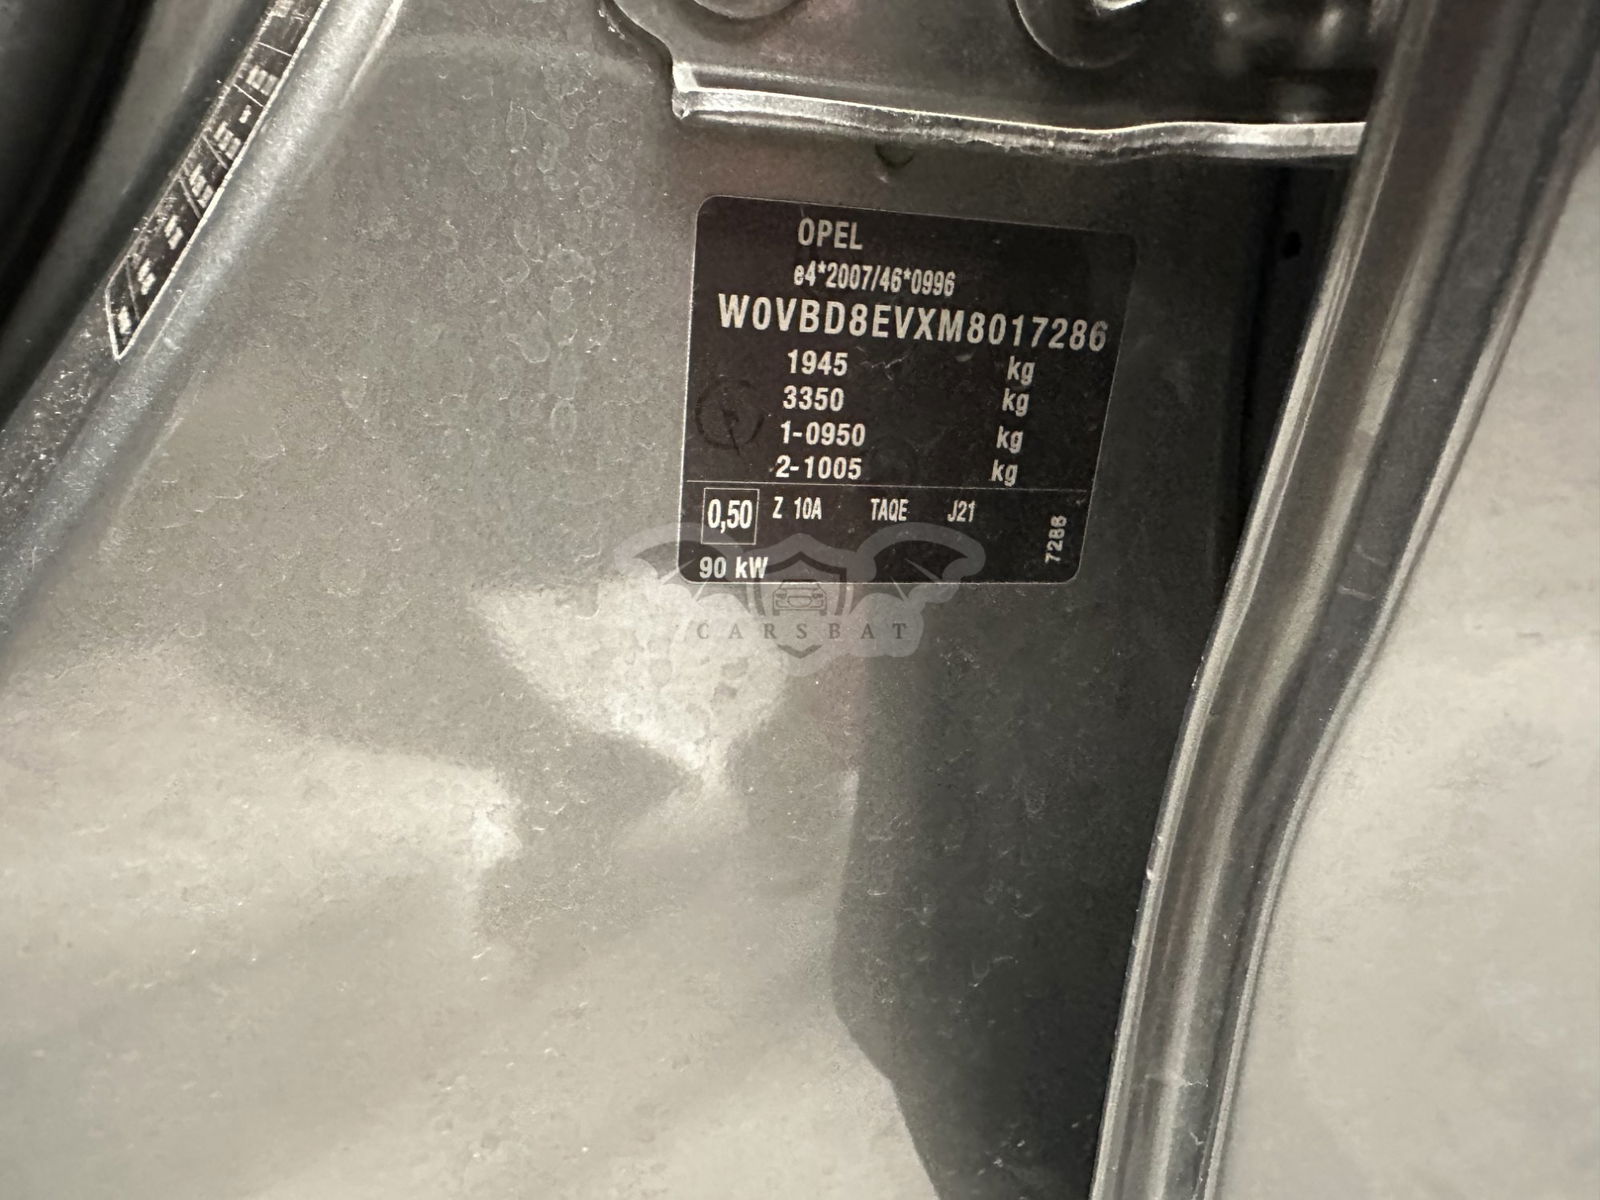 OPEL
e4*2007/46*0996
W0VBD8EVXM8017286
1945 kg
3350 kg
1-0950 kg
2-1005 kg
0,50 Z 10A TAQE J21
7286
90 kW
CARSBAT